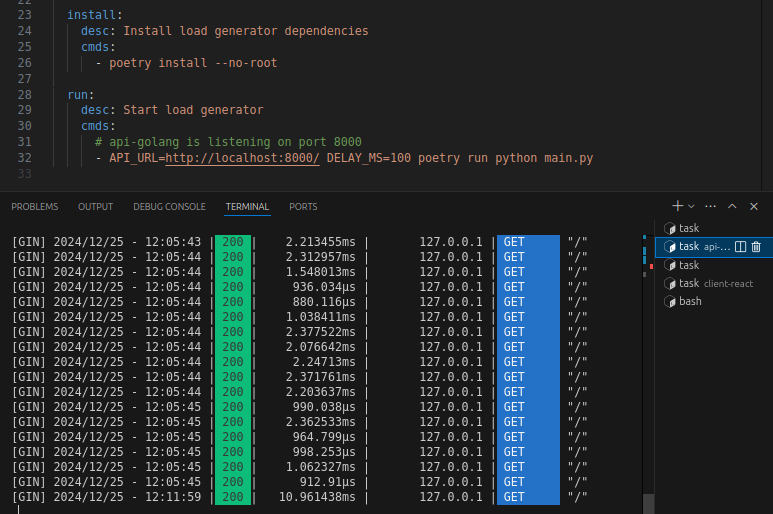 22
23 install:
24 desc: Install load generator dependencies
25 cmds:
26 - poetry install --no-root
27
28 run:
29 desc: Start load generator
30 cmds:
31 # api-golang is listening on port 8000
32 - API_URL=http://localhost:8000/ DELAY_MS=100 poetry run python main.py
33
PROBLEMS OUTPUT DEBUG CONSOLE TERMINAL PORTS
[GIN] 2024/12/25 - 12:05:43 | 200 | 2.213455ms | 127.0.0.1 | GET "/"
[GIN] 2024/12/25 - 12:05:44 | 200 | 2.312957ms | 127.0.0.1 | GET "/"
[GIN] 2024/12/25 - 12:05:44 | 200 | 1.548013ms | 127.0.0.1 | GET "/"
[GIN] 2024/12/25 - 12:05:44 | 200 | 936.034µs | 127.0.0.1 | GET "/"
[GIN] 2024/12/25 - 12:05:44 | 200 | 880.116µs | 127.0.0.1 | GET "/"
[GIN] 2024/12/25 - 12:05:44 | 200 | 1.038411ms | 127.0.0.1 | GET "/"
[GIN] 2024/12/25 - 12:05:44 | 200 | 2.377522ms | 127.0.0.1 | GET "/"
[GIN] 2024/12/25 - 12:05:44 | 200 | 2.076642ms | 127.0.0.1 | GET "/"
[GIN] 2024/12/25 - 12:05:44 | 200 | 2.24713ms | 127.0.0.1 | GET "/"
[GIN] 2024/12/25 - 12:05:44 | 200 | 2.371761ms | 127.0.0.1 | GET "/"
[GIN] 2024/12/25 - 12:05:44 | 200 | 2.203637ms | 127.0.0.1 | GET "/"
[GIN] 2024/12/25 - 12:05:45 | 200 | 990.038µs | 127.0.0.1 | GET "/"
[GIN] 2024/12/25 - 12:05:45 | 200 | 2.362533ms | 127.0.0.1 | GET "/"
[GIN] 2024/12/25 - 12:05:45 | 200 | 964.799µs | 127.0.0.1 | GET "/"
[GIN] 2024/12/25 - 12:05:45 | 200 | 998.253µs | 127.0.0.1 | GET "/"
[GIN] 2024/12/25 - 12:05:45 | 200 | 1.062327ms | 127.0.0.1 | GET "/"
[GIN] 2024/12/25 - 12:05:45 | 200 | 912.91µs | 127.0.0.1 | GET "/"
[GIN] 2024/12/25 - 12:11:59 | 200 | 10.961438ms | 127.0.0.1 | GET "/"
task
task api-...
task
task client-react
bash